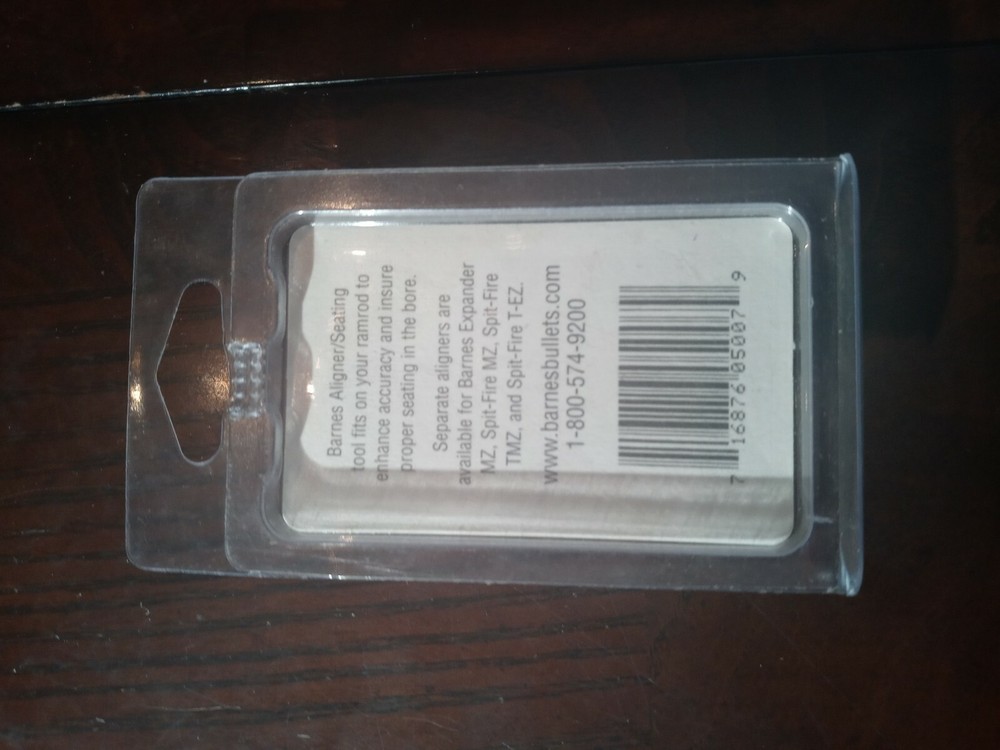 Barnes Aligner/Seating
tool fits on your ramrod to
enhance accuracy and insure
proper seating in the bore.
Separate aligners are
available for Barnes Expander
MZ, Spit-Fire MZ, Spit-Fire
TMZ, and Spit-Fire T-EZ.
www.barnesbullets.com
1-800-574-9200
7 16876 05007 9